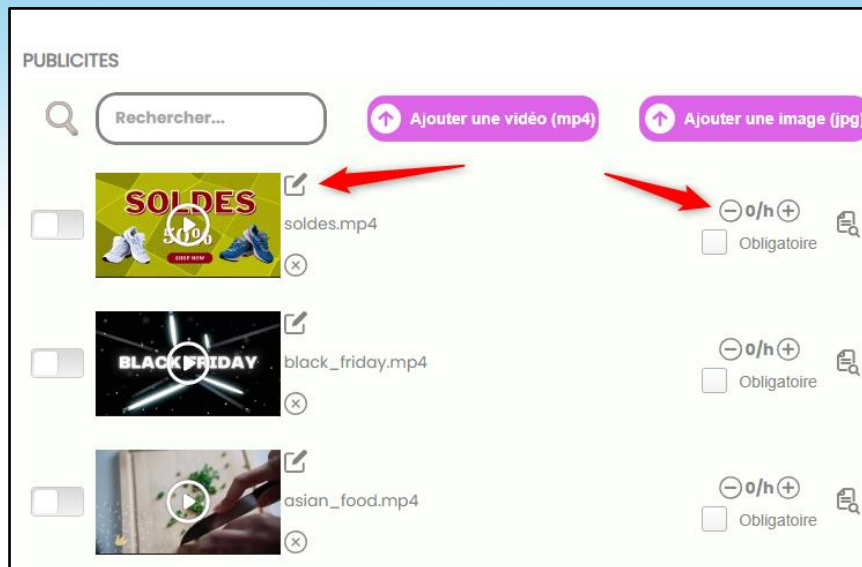 PUBLICITES
Rechercher...
Ajouter une vidéo (mp4)
Ajouter une image (jpg)
SOLDES
50%
SHOP NOW
soldes.mp4
0/h
Obligatoire
BLACK FRIDAY
black_friday.mp4
0/h
Obligatoire
asian_food.mp4
0/h
Obligatoire